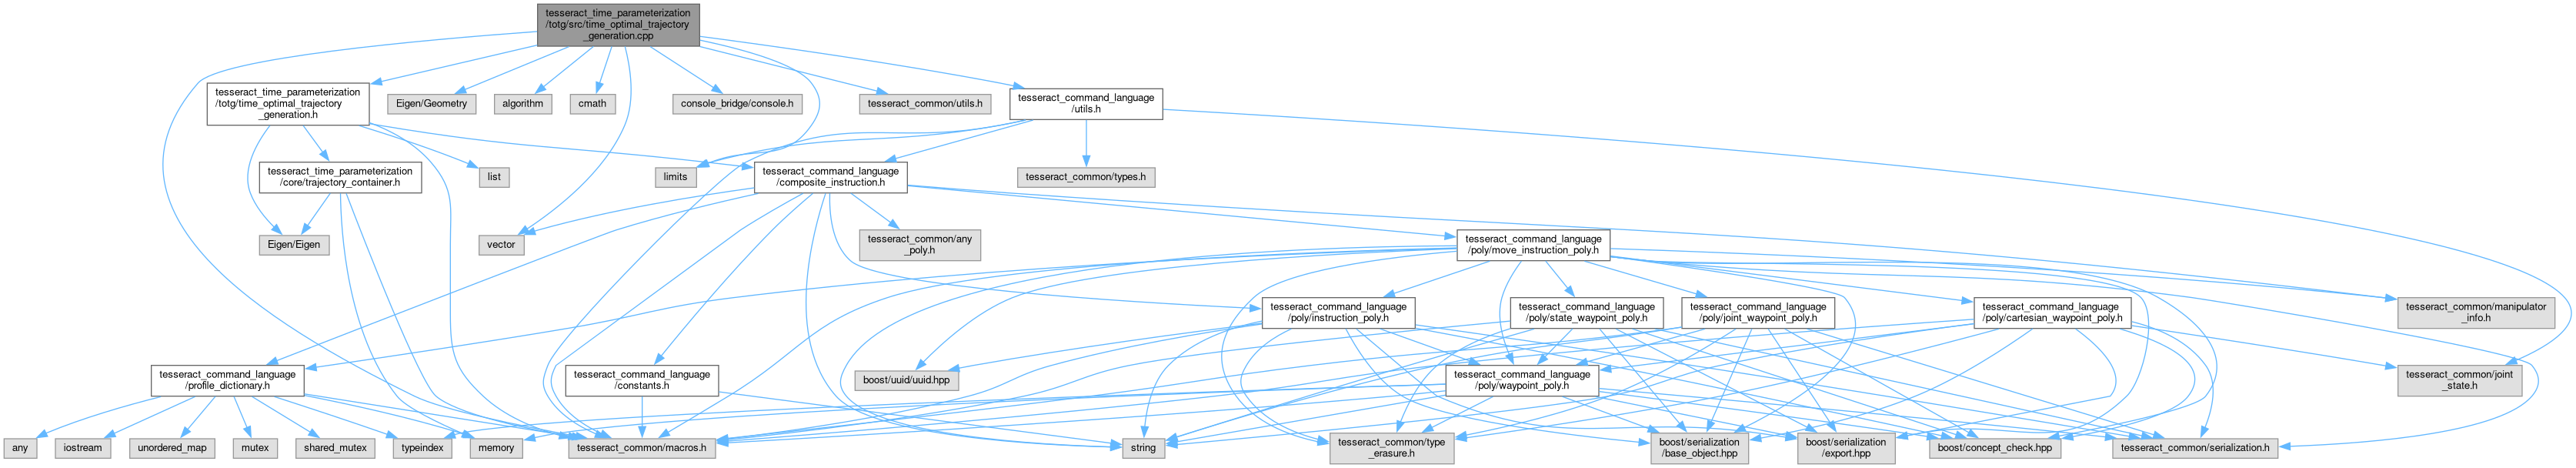 tesseract_time_parameterization
/totg/src/time_optimal_trajectory
_generation.cpp
tesseract_time_parameterization
/totg/time_optimal_trajectory
_generation.h
Eigen/Geometry
algorithm
cmath
console_bridge/console.h
tesseract_common/utils.h
tesseract_command_language
/utils.h
tesseract_time_parameterization
/core/trajectory_container.h
list
limits
tesseract_command_language
/composite_instruction.h
tesseract_common/types.h
Eigen/Eigen
vector
tesseract_common/any
_poly.h
tesseract_command_language
/poly/move_instruction_poly.h
tesseract_command_language
/poly/instruction_poly.h
tesseract_command_language
/poly/state_waypoint_poly.h
tesseract_command_language
/poly/joint_waypoint_poly.h
tesseract_command_language
/poly/cartesian_waypoint_poly.h
tesseract_common/manipulator
_info.h
tesseract_command_language
/profile_dictionary.h
tesseract_command_language
/constants.h
boost/uuid/uuid.hpp
tesseract_command_language
/poly/waypoint_poly.h
tesseract_common/joint
_state.h
any
iostream
unordered_map
mutex
shared_mutex
typeindex
memory
tesseract_common/macros.h
string
tesseract_common/type
_erasure.h
boost/serialization
/base_object.hpp
boost/serialization
/export.hpp
boost/concept_check.hpp
tesseract_common/serialization.h